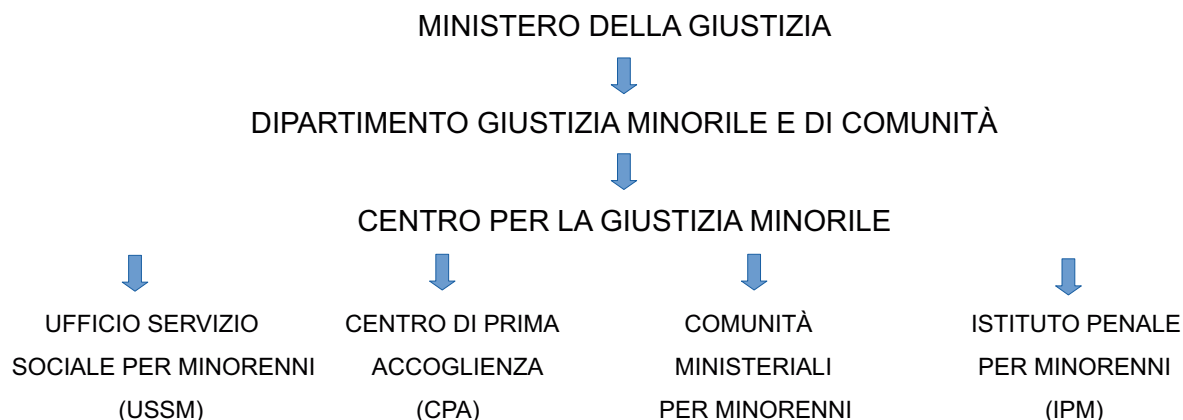 MINISTERO DELLA GIUSTIZIA
DIPARTIMENTO GIUSTIZIA MINORILE E DI COMUNITÀ
CENTRO PER LA GIUSTIZIA MINORILE
UFFICIO SERVIZIO
SOCIALE PER MINORENNI
(USSM)
CENTRO DI PRIMA
ACCOGLIENZA
(CPA)
COMUNITÀ
MINISTERIALI
PER MINORENNI
ISTITUTO PENALE
PER MINORENNI
(IPM)